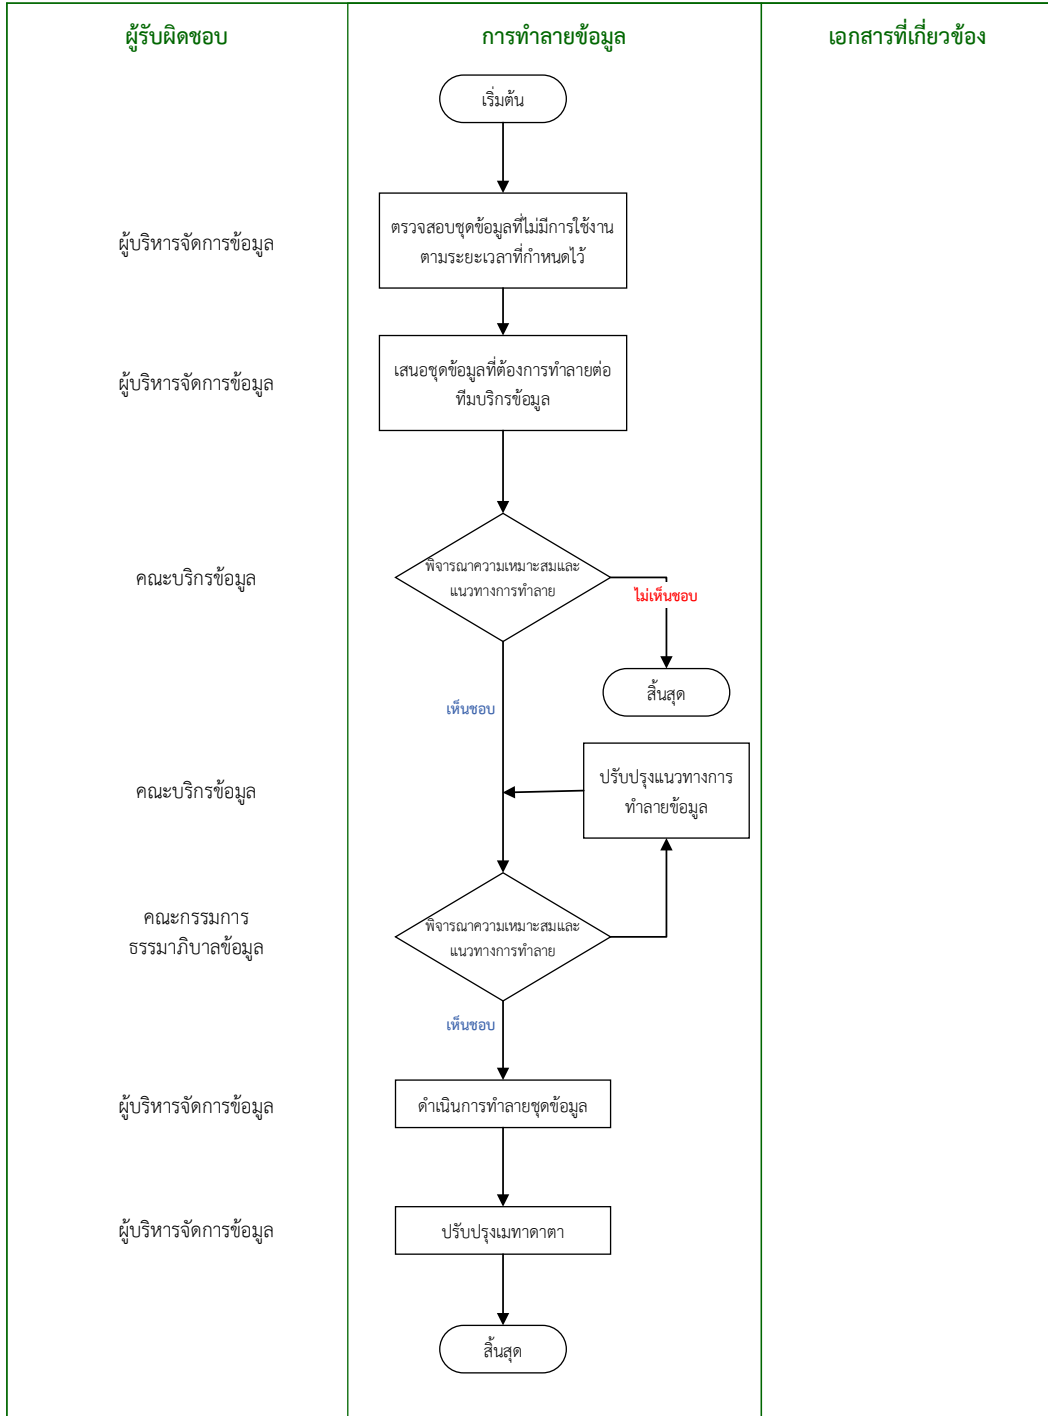 ผู้รับผิดชอบ
การทำลายข้อมูล
เอกสารที่เกี่ยวข้อง
เริ่มต้น
ผู้บริหารจัดการข้อมูล
ตรวจสอบชุดข้อมูลที่ไม่มีการใช้งาน
ตามระยะเวลาที่กำหนดไว้
ผู้บริหารจัดการข้อมูล
เสนอชุดข้อมูลที่ต้องการทำลายต่อ
ทีมบริกรข้อมูล
คณะบริกรข้อมูล
พิจารณาความเหมาะสมและ
แนวทางการทำลาย
ไม่เห็นชอบ
สิ้นสุด
เห็นชอบ
คณะบริกรข้อมูล
ปรับปรุงแนวทางการ
ทำลายข้อมูล
คณะกรรมการ
ธรรมาภิบาลข้อมูล
พิจารณาความเหมาะสมและ
แนวทางการทำลาย
เห็นชอบ
ผู้บริหารจัดการข้อมูล
ดำเนินการทำลายชุดข้อมูล
ผู้บริหารจัดการข้อมูล
ปรับปรุงเมทาดาตา
สิ้นสุด